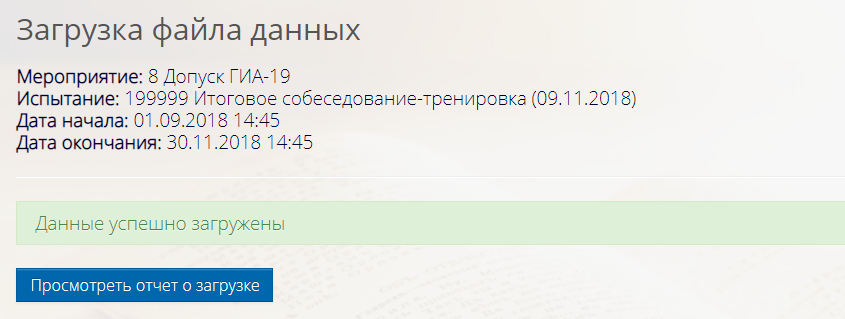 Загрузка файла данных
Мероприятие: 8 Допуск ГИА-19
Испытание: 199999 Итоговое собеседование-тренировка (09.11.2018)
Дата начала: 01.09.2018 14:45
Дата окончания: 30.11.2018 14:45
Данные успешно загружены
Просмотреть отчет о загрузке